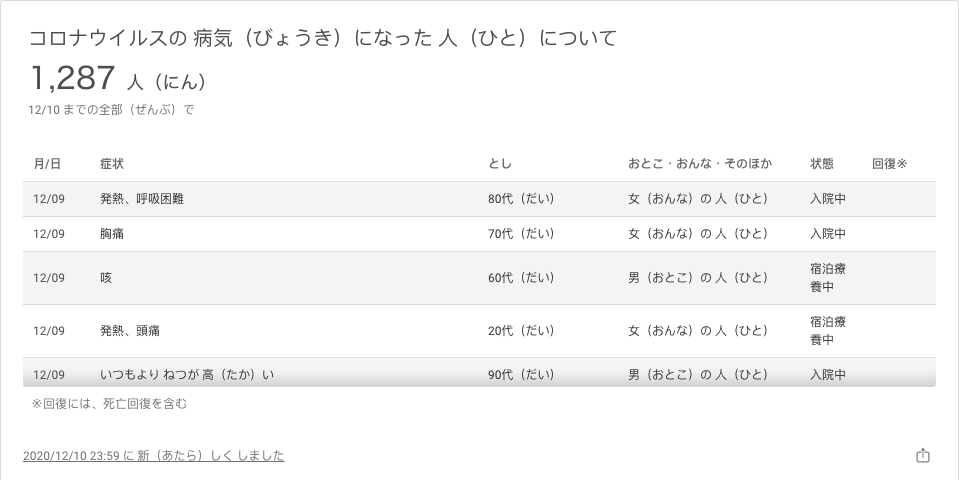 コロナウイルスの 病気（びょうき）になった 人（ひと）について
1,287 人（にん）
12/10 までの全部（ぜんぶ）で
月/日 症状 とし おとこ・おんな・そのほか 状態 回復※
12/09 発熱、呼吸困難 80代（だい） 女（おんな）の 人（ひと） 入院中
12/09 胸痛 70代（だい） 女（おんな）の 人（ひと） 入院中
12/09 咳 60代（だい） 男（おとこ）の 人（ひと） 宿泊療
養中
12/09 発熱、頭痛 20代（だい） 女（おんな）の 人（ひと） 宿泊療
養中
12/09 いつもより ねつが 高（たか）い 90代（だい） 男（おとこ）の 人（ひと） 入院中
※回復には、死亡回復を含む
2020/12/10 23:59 に 新（あたら）しく しました